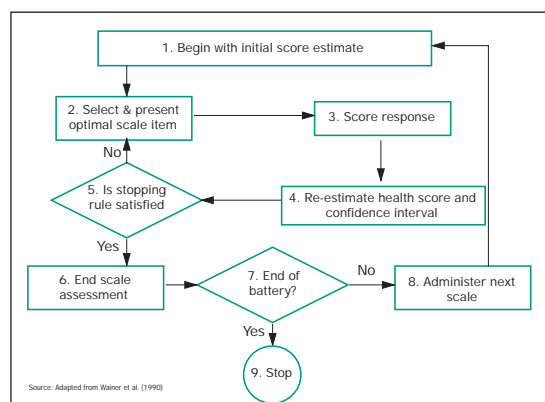 1. Begin with initial score estimate
2. Select & present
optimal scale item
3. Score response
No
5. Is stopping
rule satisfied
4. Re-estimate health score and
confidence interval
Yes
6. End scale
assessment
7. End of
battery?
No
8. Administer next
scale
Yes
9. Stop
Source: Adapted from Wainer et al. (1990)